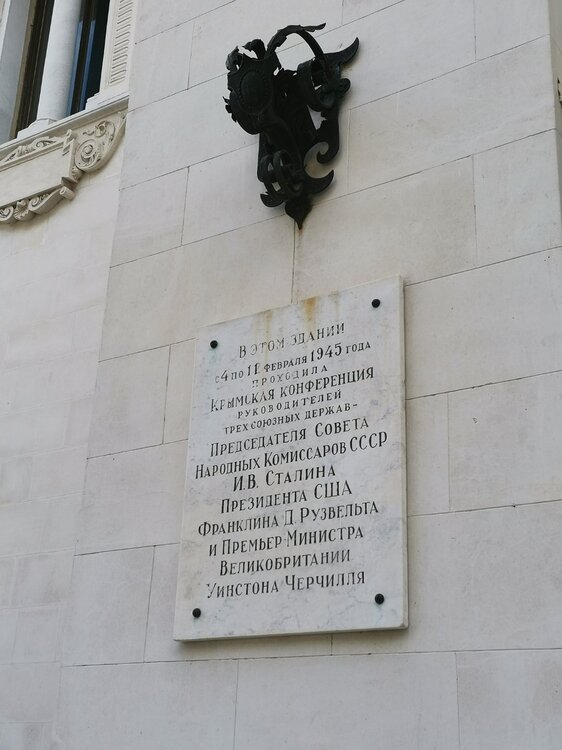 В этом здании
с 4 по 11 февраля 1945 года
проходила
Крымская конференция
руководителей
трех союзных держав–
Председателя Совета
Народных Комиссаров СССР
И.В. Сталина
Президента США
Франклина Д. Рузвельта
и Премьер-Министра
Великобритании
Уинстона Черчилля